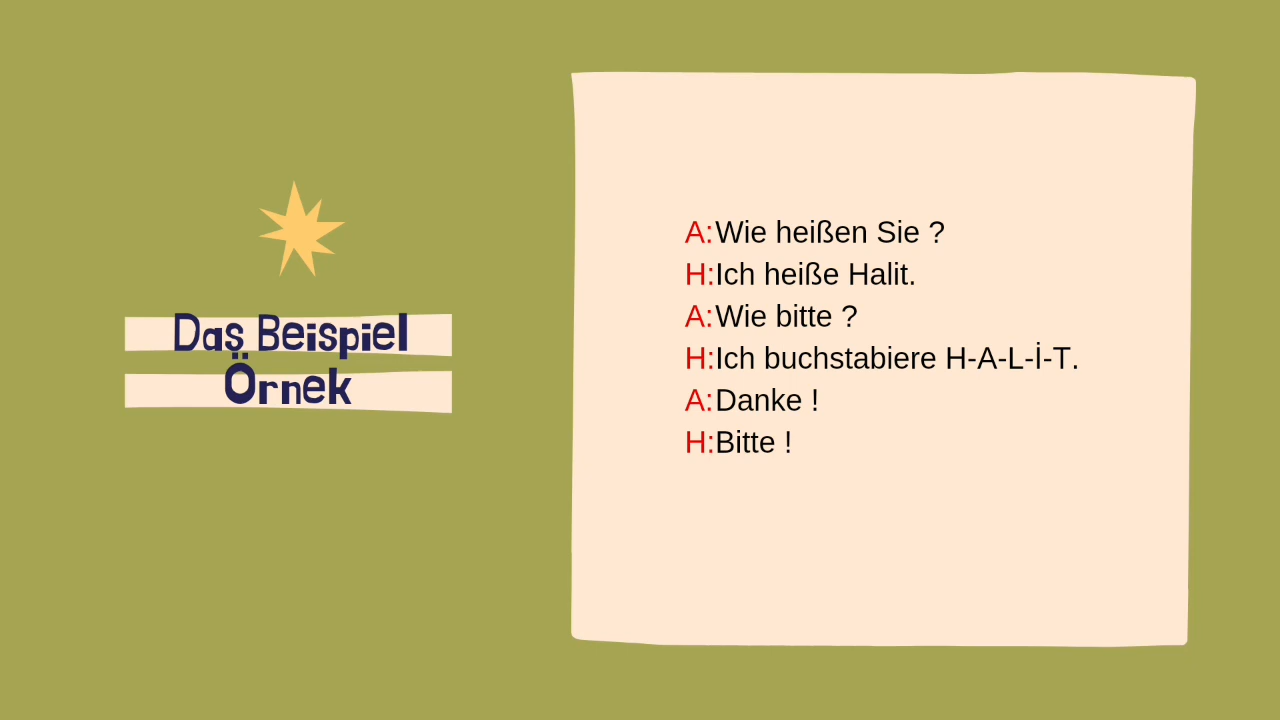 Das Beispiel
Örnek
A:Wie heißen Sie ?
H:Ich heiße Halit.
A:Wie bitte ?
H:Ich buchstabiere H-A-L-İ-T.
A:Danke !
H:Bitte !